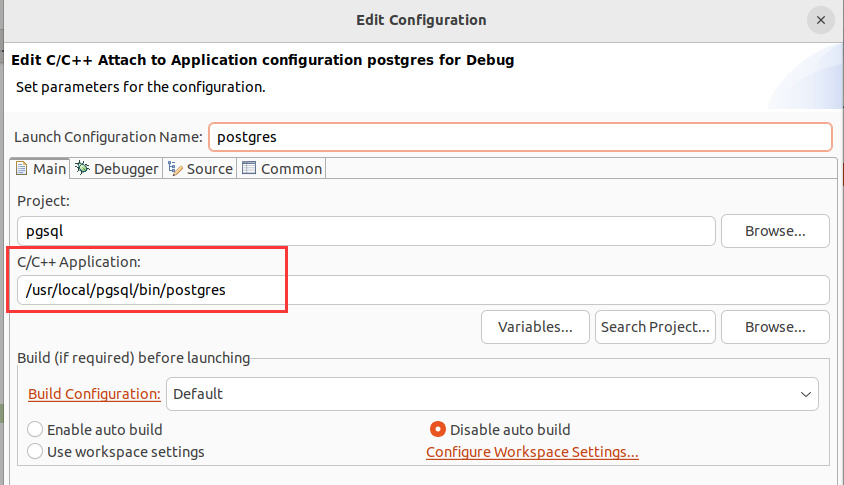 Edit Configuration
Edit C/C++ Attach to Application configuration postgres for Debug
Set parameters for the configuration.
Launch Configuration Name: postgres
Main Debugger Source Common
Project:
pgsql Browse...
C/C++ Application:
/usr/local/pgsql/bin/postgres
Variables... Search Project... Browse...
Build (if required) before launching
Build Configuration: Default
Enable auto build Disable auto build
Use workspace settings Configure Workspace Settings...